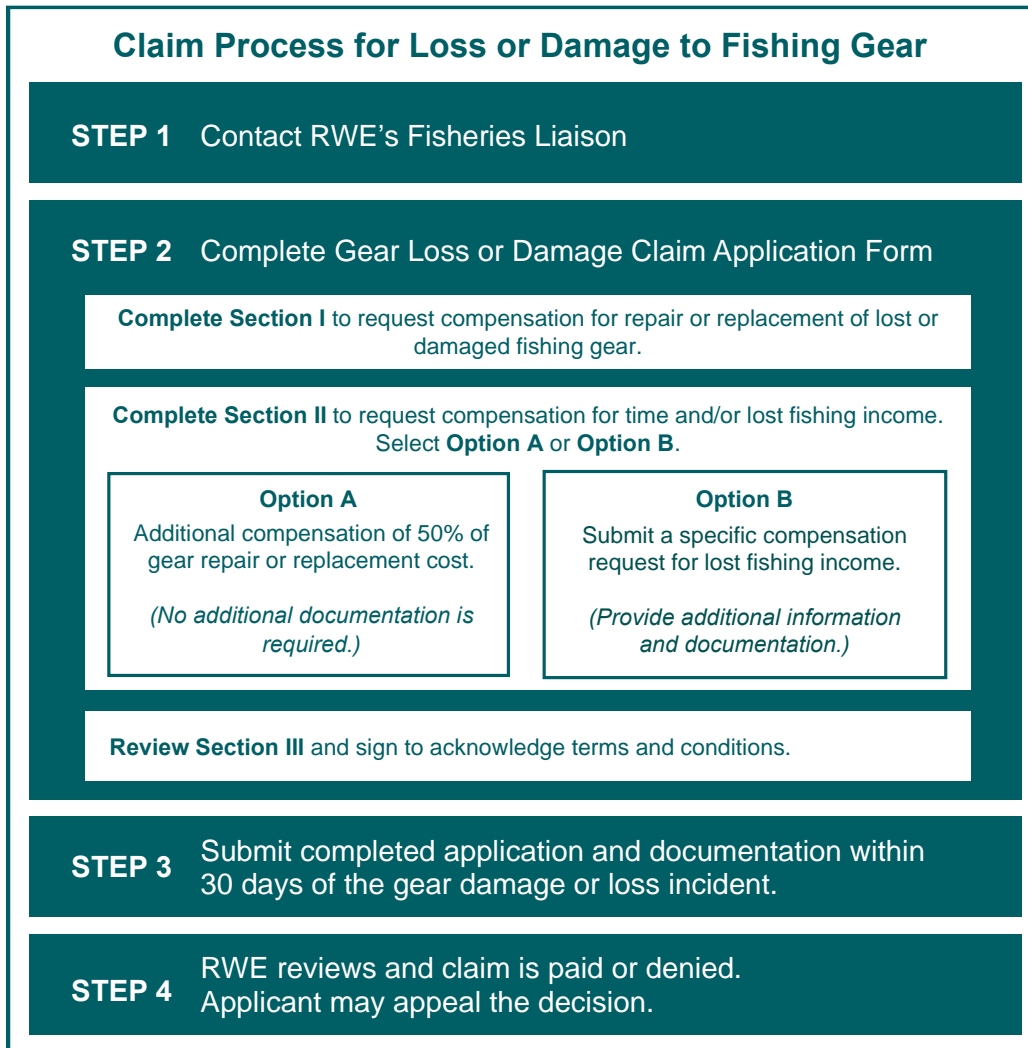 Claim Process for Loss or Damage to Fishing Gear
STEP 1 Contact RWE’s Fisheries Liaison
STEP 2 Complete Gear Loss or Damage Claim Application Form
Complete Section I to request compensation for repair or replacement of lost or
damaged fishing gear.
Complete Section II to request compensation for time and/or lost fishing income.
Select Option A or Option B.
Option A
Additional compensation of 50% of
gear repair or replacement cost.
(No additional documentation is
required.)
Option B
Submit a specific compensation
request for lost fishing income.
(Provide additional information
and documentation.)
Review Section III and sign to acknowledge terms and conditions.
STEP 3
Submit completed application and documentation within
30 days of the gear damage or loss incident.
STEP 4
RWE reviews and claim is paid or denied.
Applicant may appeal the decision.